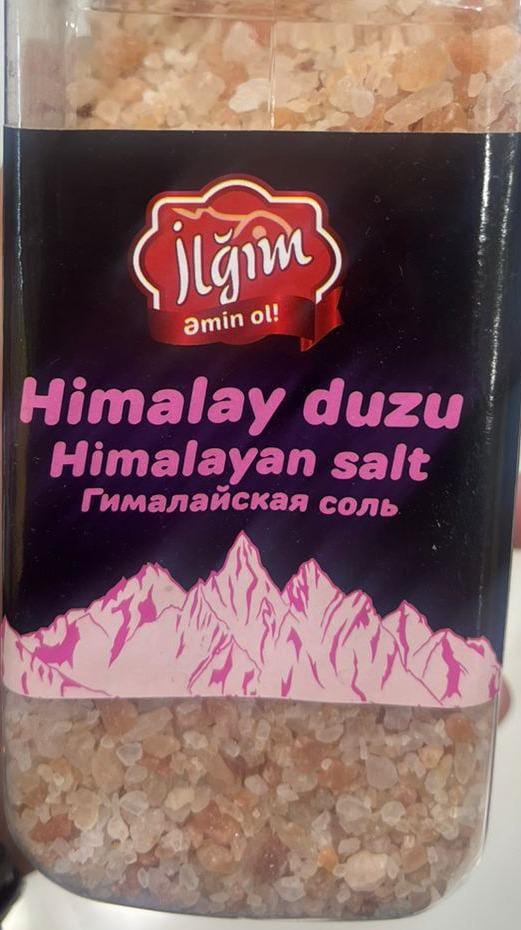 İlğım
Əmin ol!
Himalay duzu
Himalayan salt
Гималайская соль